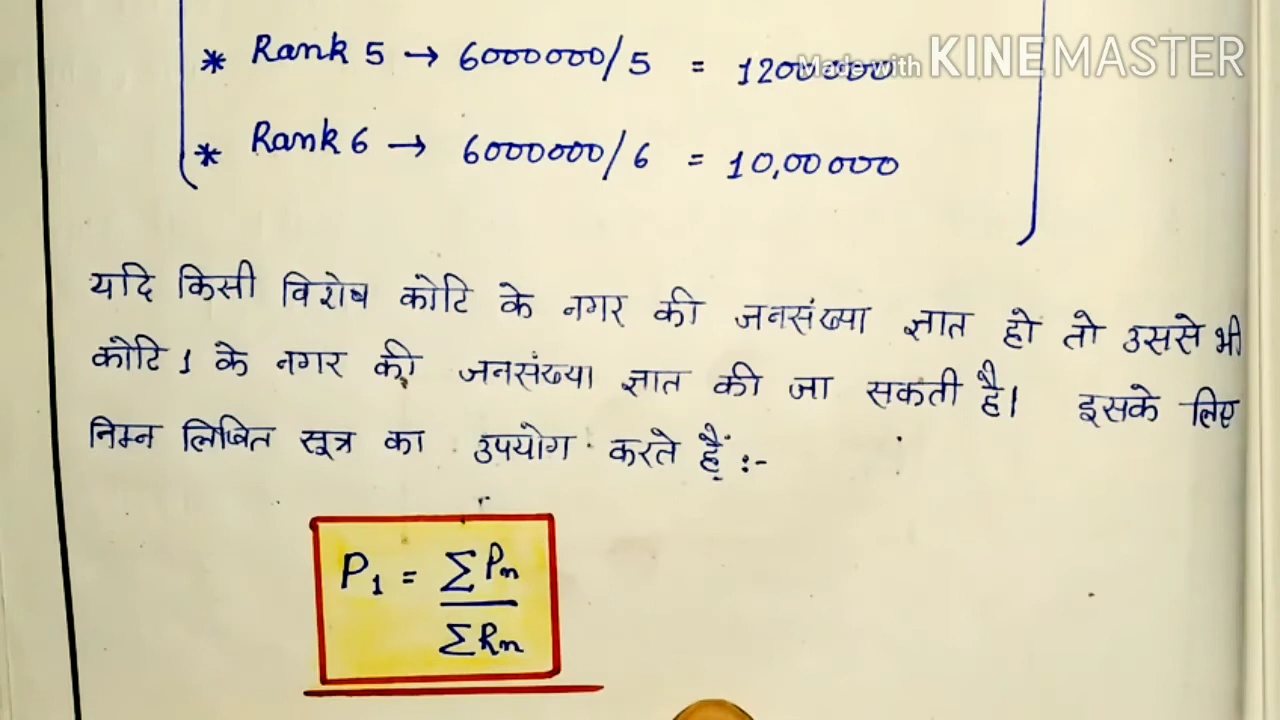 * Rank 5 → 6000000/5 = 1200000
Made with KINEMASTER
* Rank 6 → 6000000/6 = 10,00000
यदि किसी विशेष कोटि के नगर की जनसंख्या ज्ञात हो तो उससे भी
कोटि 1 के नगर की जनसंख्या ज्ञात की जा सकती है। इसके लिए
निम्न लिखित सूत्र का उपयोग करते हैं :-
P₁ = ΣPn / ΣRn